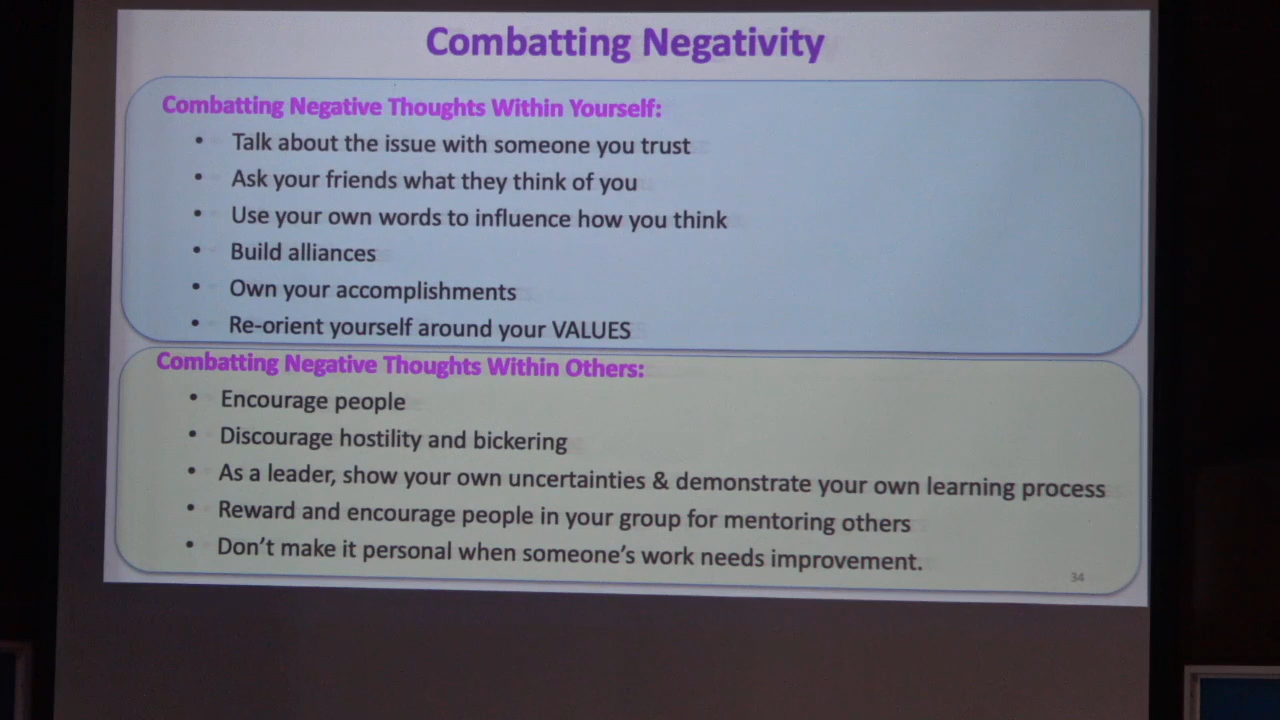 Combatting Negativity
Combatting Negative Thoughts Within Yourself:
• Talk about the issue with someone you trust
• Ask your friends what they think of you
• Use your own words to influence how you think
• Build alliances
• Own your accomplishments
• Re-orient yourself around your VALUES
Combatting Negative Thoughts Within Others:
• Encourage people
• Discourage hostility and bickering
• As a leader, show your own uncertainties & demonstrate your own learning process
• Reward and encourage people in your group for mentoring others
• Don't make it personal when someone's work needs improvement.
34